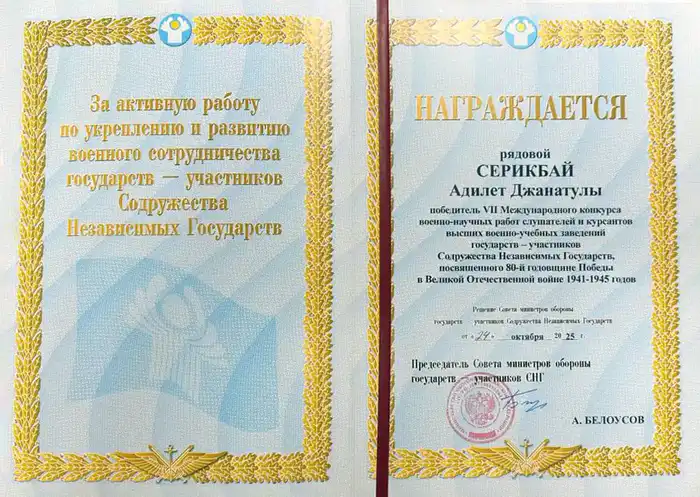 За активную работу
по укреплению и развитию
военного сотрудничества
государств — участников
Содружества
Независимых Государств
НАГРАЖДАЕТСЯ
рядовой
СЕРИКБАЙ
Адилет Джанатулы
победитель VII Международного конкурса
военно-научных работ слушателей и курсантов
высших военно-учебных заведений
государств – участников
Содружества Независимых Государств,
посвященного 80-й годовщине Победы
в Великой Отечественной войне 1941-1945 годов
Решение Совета министров обороны
государств участников Содружества Независимых Государств
от «24» октября 2025 г.
Председатель Совета министров обороны
государств участников СНГ
А. БЕЛОУСОВ